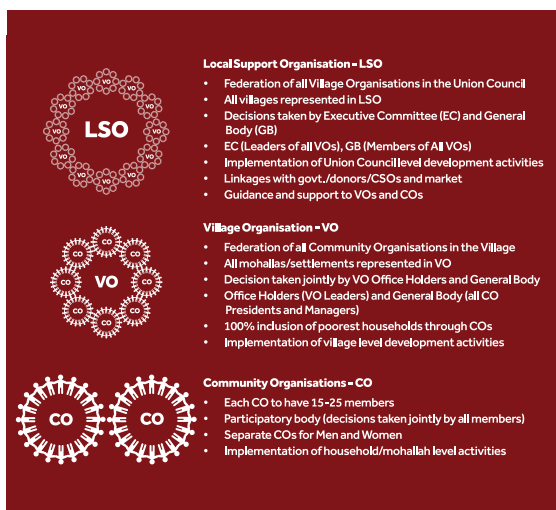 Local Support Organisation - LSO
• Federation of all Village Organisations in the Union Council
• All villages represented in LSO
• Decisions taken by Executive Committee (EC) and General
Body (GB)
• EC (Leaders of all VOs), GB (Members of All VOs)
• Implementation of Union Council level development activities
• Linkages with govt./donors/CSOs and market
• Guidance and support to VOs and COs
VO
VO
VO
VO
VO
VO
VO
VO
VO
VO
VO
VO
LSO
Village Organisation - VO
• Federation of all Community Organisations in the Village
• All mohallas/settlements represented in VO
• Decision taken jointly by VO Office Holders and General Body
• Office Holders (VO Leaders) and General Body (all CO
Presidents and Managers)
• 100% inclusion of poorest households through COs
• Implementation of village level development activities
CO
CO
CO
CO
VO
CO
CO
CO
CO
Community Organisations - CO
• Each CO to have 15-25 members
• Participatory body (decisions taken jointly by all members)
• Separate COs for Men and Women
• Implementation of household/mohallah level activities
CO
CO